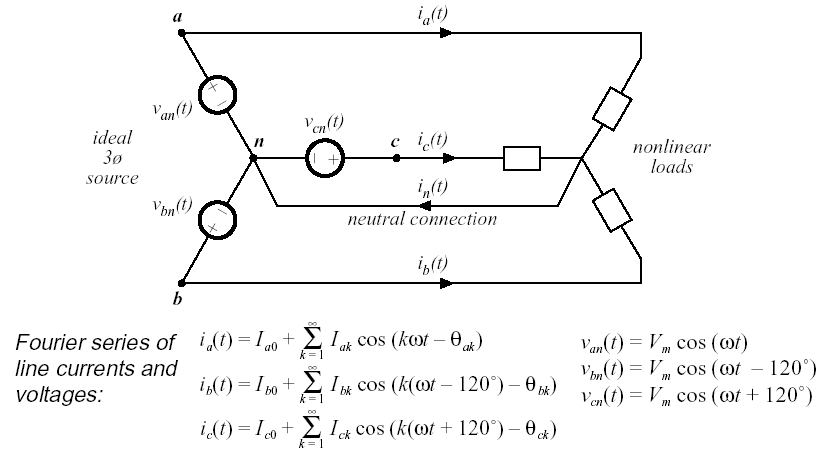 a
i_a(t)
+
−
v_an(t)
n
v_cn(t)
c
i_c(t)
ideal
3ø
source
− +
nonlinear
loads
i_n(t)
v_bn(t)
−
+
neutral connection
i_b(t)
b
Fourier series of
line currents and
voltages:
i_a(t) = I_a0 + ∑_{k = 1}^{∞} I_ak cos (kωt – θ_ak)
i_b(t) = I_b0 + ∑_{k = 1}^{∞} I_bk cos (k(ωt – 120°) – θ_bk)
i_c(t) = I_c0 + ∑_{k = 1}^{∞} I_ck cos (k(ωt + 120°) – θ_ck)
v_an(t) = V_m cos (ωt)
v_bn(t) = V_m cos (ωt – 120°)
v_cn(t) = V_m cos (ωt + 120°)